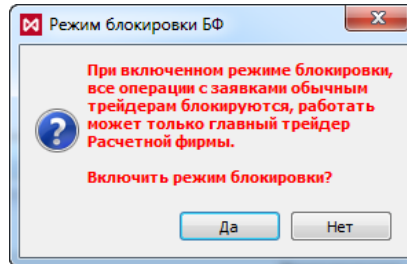 Режим блокировки БФ
При включенном режиме блокировки,
все операции с заявками обычным
трейдерам блокируются, работать
может только главный трейдер
Расчетной фирмы.
Включить режим блокировки?
Да
Нет